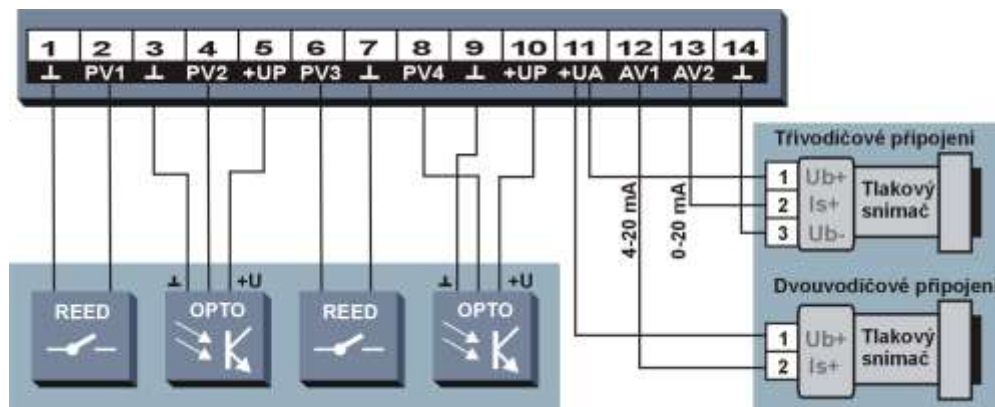 1 2 3 4 5 6 7 8 9 10 11 12 13 14
⊥ PV1 ⊥ PV2 +UP PV3 ⊥ PV4 ⊥ +UP +UA AV1 AV2 ⊥
Třívodičové připojení
1 Ub+
2 Is+
3 Ub-
Tlakový
snímač
4-20 mA
0-20 mA
⊥ +U
⊥ +U
REED
OPTO
REED
OPTO
Dvouvodičové připojení
1 Ub+
2 Is+
Tlakový
snímač